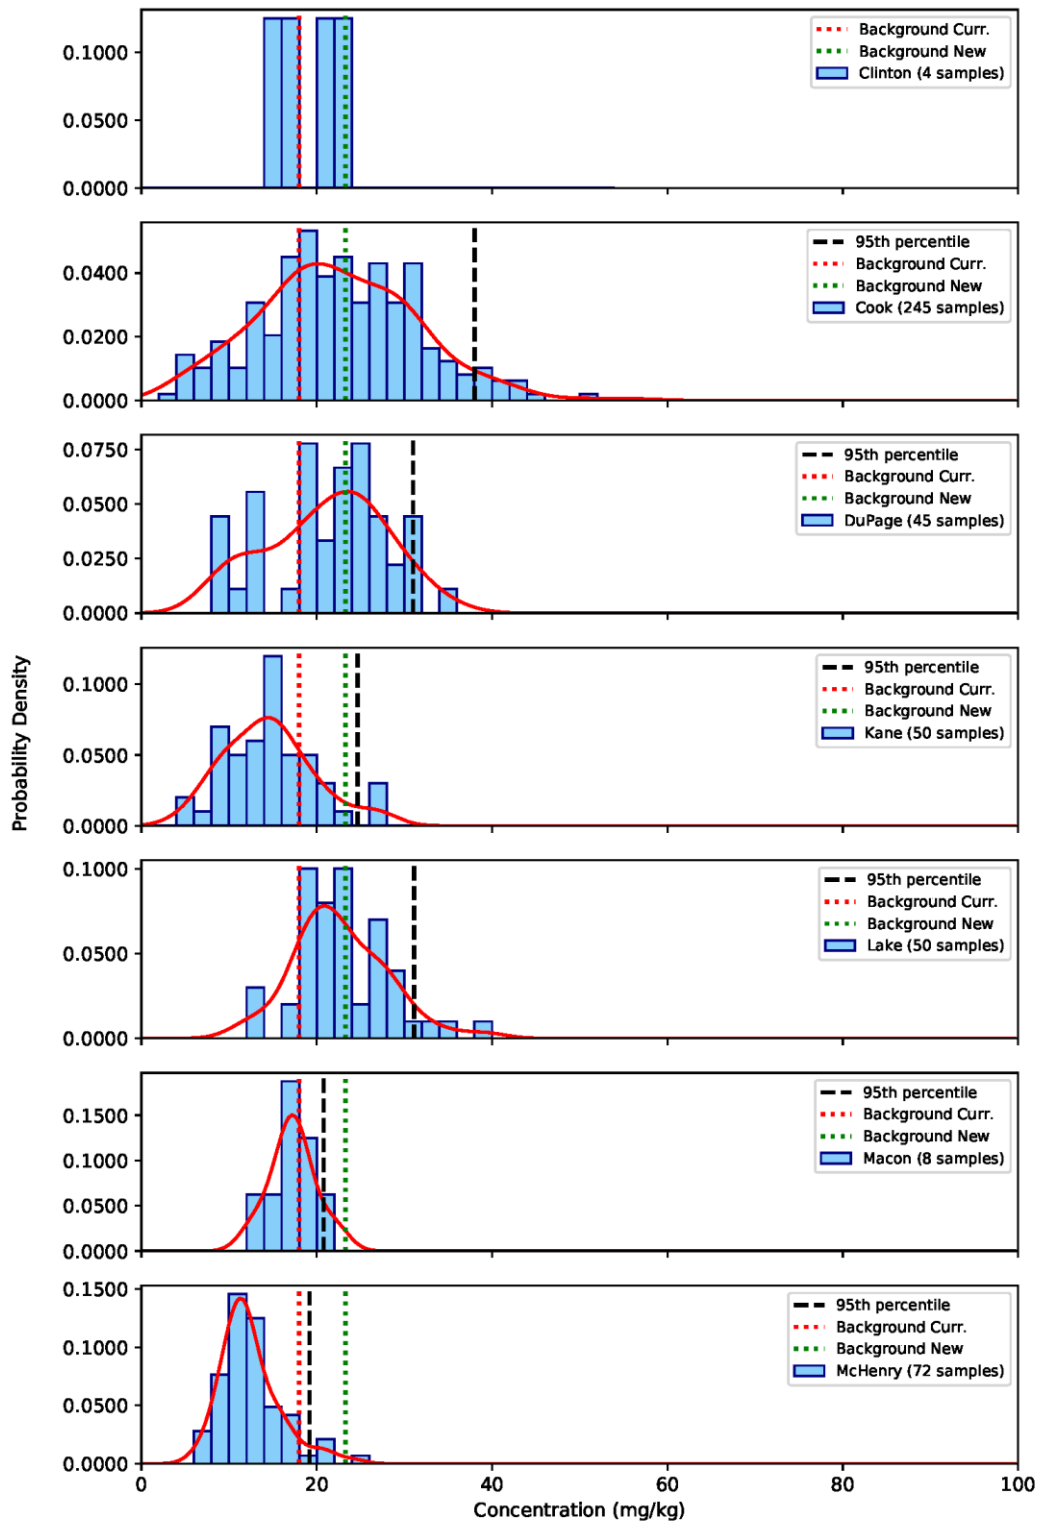 0.1000
0.0500
0.0000
Background Curr.
Background New
Clinton (4 samples)
0 20 40 60 80 100
0.0400
0.0200
0.0000
95th percentile
Background Curr.
Background New
Cook (245 samples)
0.0750
0.0500
0.0250
0.0000
95th percentile
Background Curr.
Background New
DuPage (45 samples)
Probability Density
0.1000
0.0500
0.0000
95th percentile
Background Curr.
Background New
Kane (50 samples)
0.1000
0.0500
0.0000
95th percentile
Background Curr.
Background New
Lake (50 samples)
0.1500
0.1000
0.0500
0.0000
95th percentile
Background Curr.
Background New
Macon (8 samples)
0.1500
0.1000
0.0500
0.0000
95th percentile
Background Curr.
Background New
McHenry (72 samples)
0 20 40 60 80 100
Concentration (mg/kg)